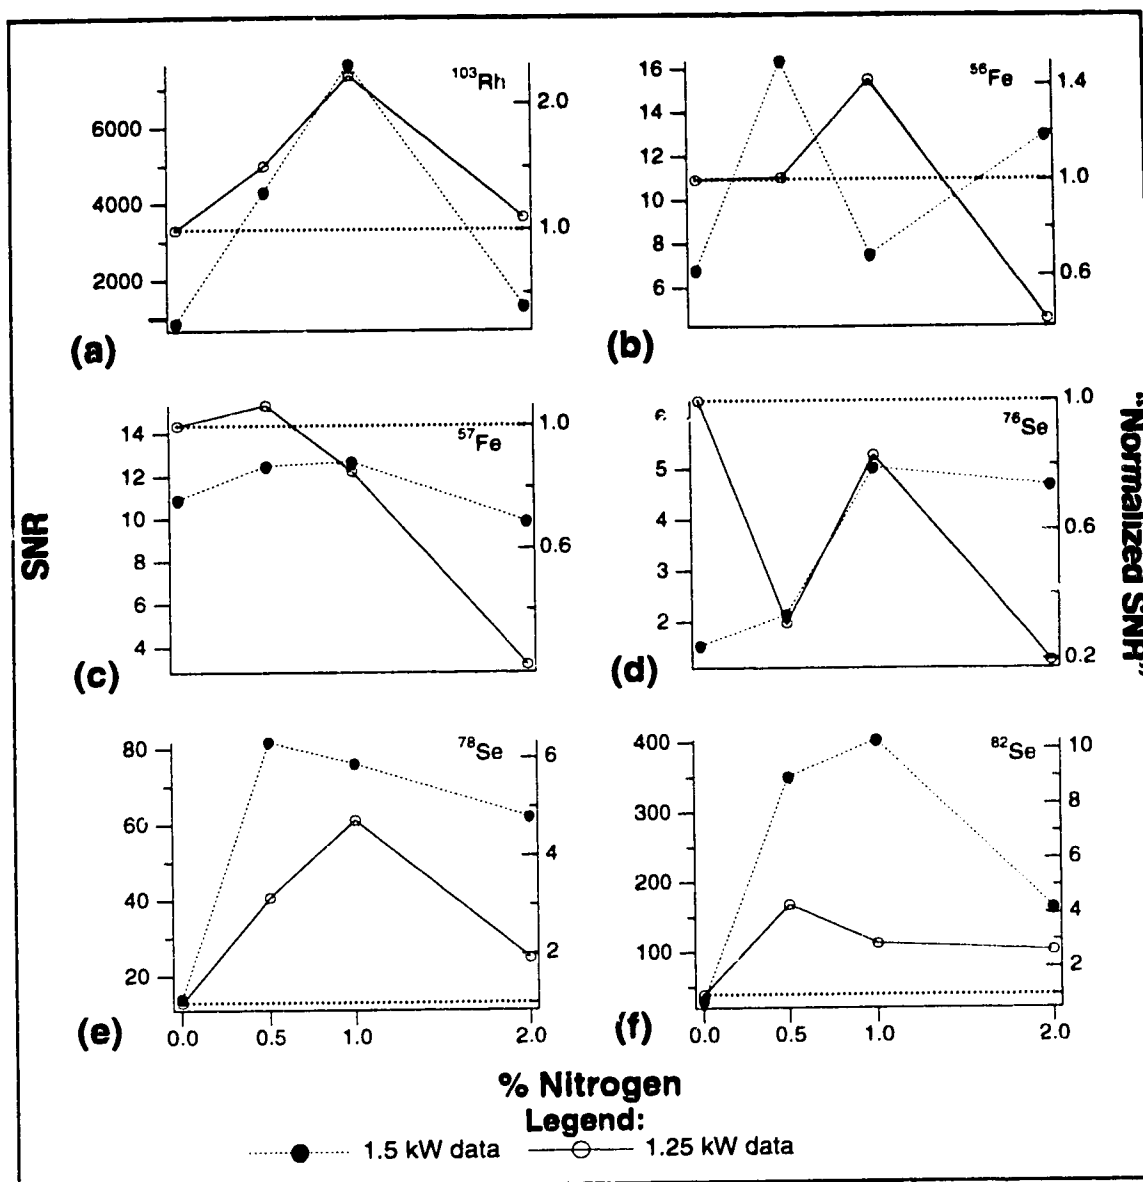 103Rh
6000
4000
2000
2.0
1.0
(a)
56Fe
16
14
12
10
8
6
1.4
1.0
0.6
(b)
57Fe
14
12
10
8
6
4
1.0
0.6
(c)
76Se
6
5
4
3
2
1.0
0.6
0.2
(d)
78Se
80
60
40
20
6
4
2
(e)
0.0 0.5 1.0 2.0
82Se
400
300
200
100
10
8
6
4
2
(f)
0.0 0.5 1.0 2.0
SNR
"Normalized SNR"
% Nitrogen
Legend:
1.5 kW data 1.25 kW data